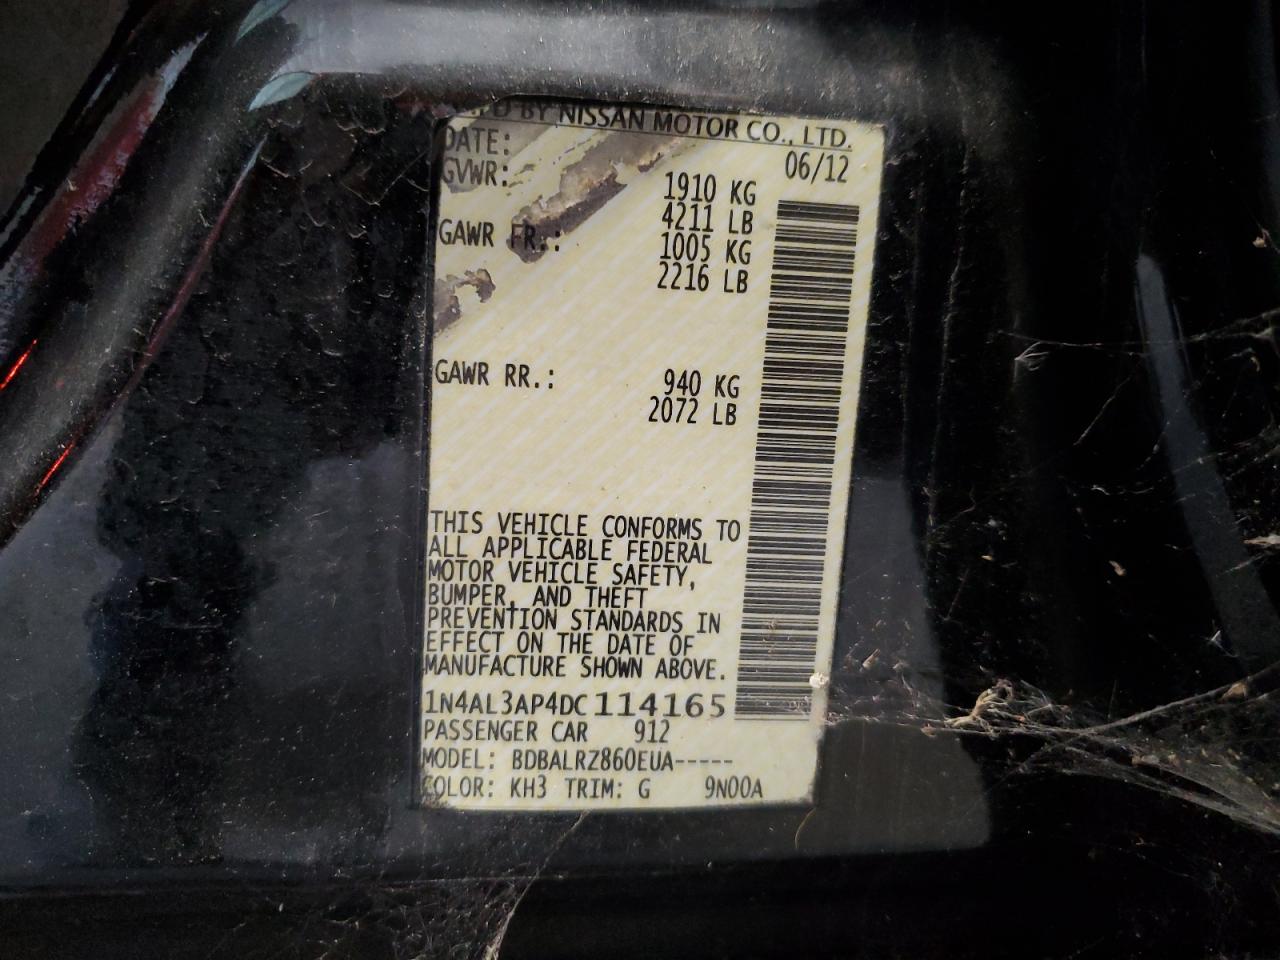 BY NISSAN MOTOR CO., LTD.
DATE: 06/12
GVWR: 1910 KG
4211 LB
GAWR FR.: 1005 KG
2216 LB
GAWR RR.: 940 KG
2072 LB
THIS VEHICLE CONFORMS TO
ALL APPLICABLE FEDERAL
MOTOR VEHICLE SAFETY,
BUMPER, AND THEFT
PREVENTION STANDARDS IN
EFFECT ON THE DATE OF
MANUFACTURE SHOWN ABOVE.
1N4AL3AP4DC114165
PASSENGER CAR 912
MODEL: BDBALRZ860EUA-----
COLOR: KH3 TRIM: G 9N00A